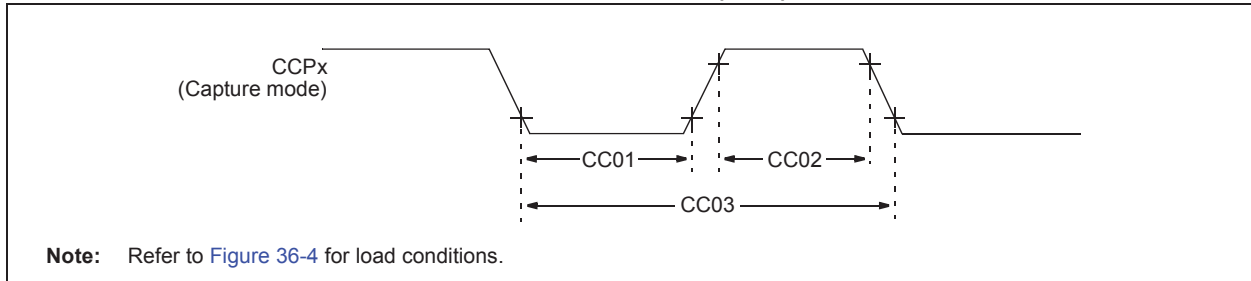 CCPx
(Capture mode)
CC01
CC02
CC03
Note: Refer to Figure 36-4 for load conditions.